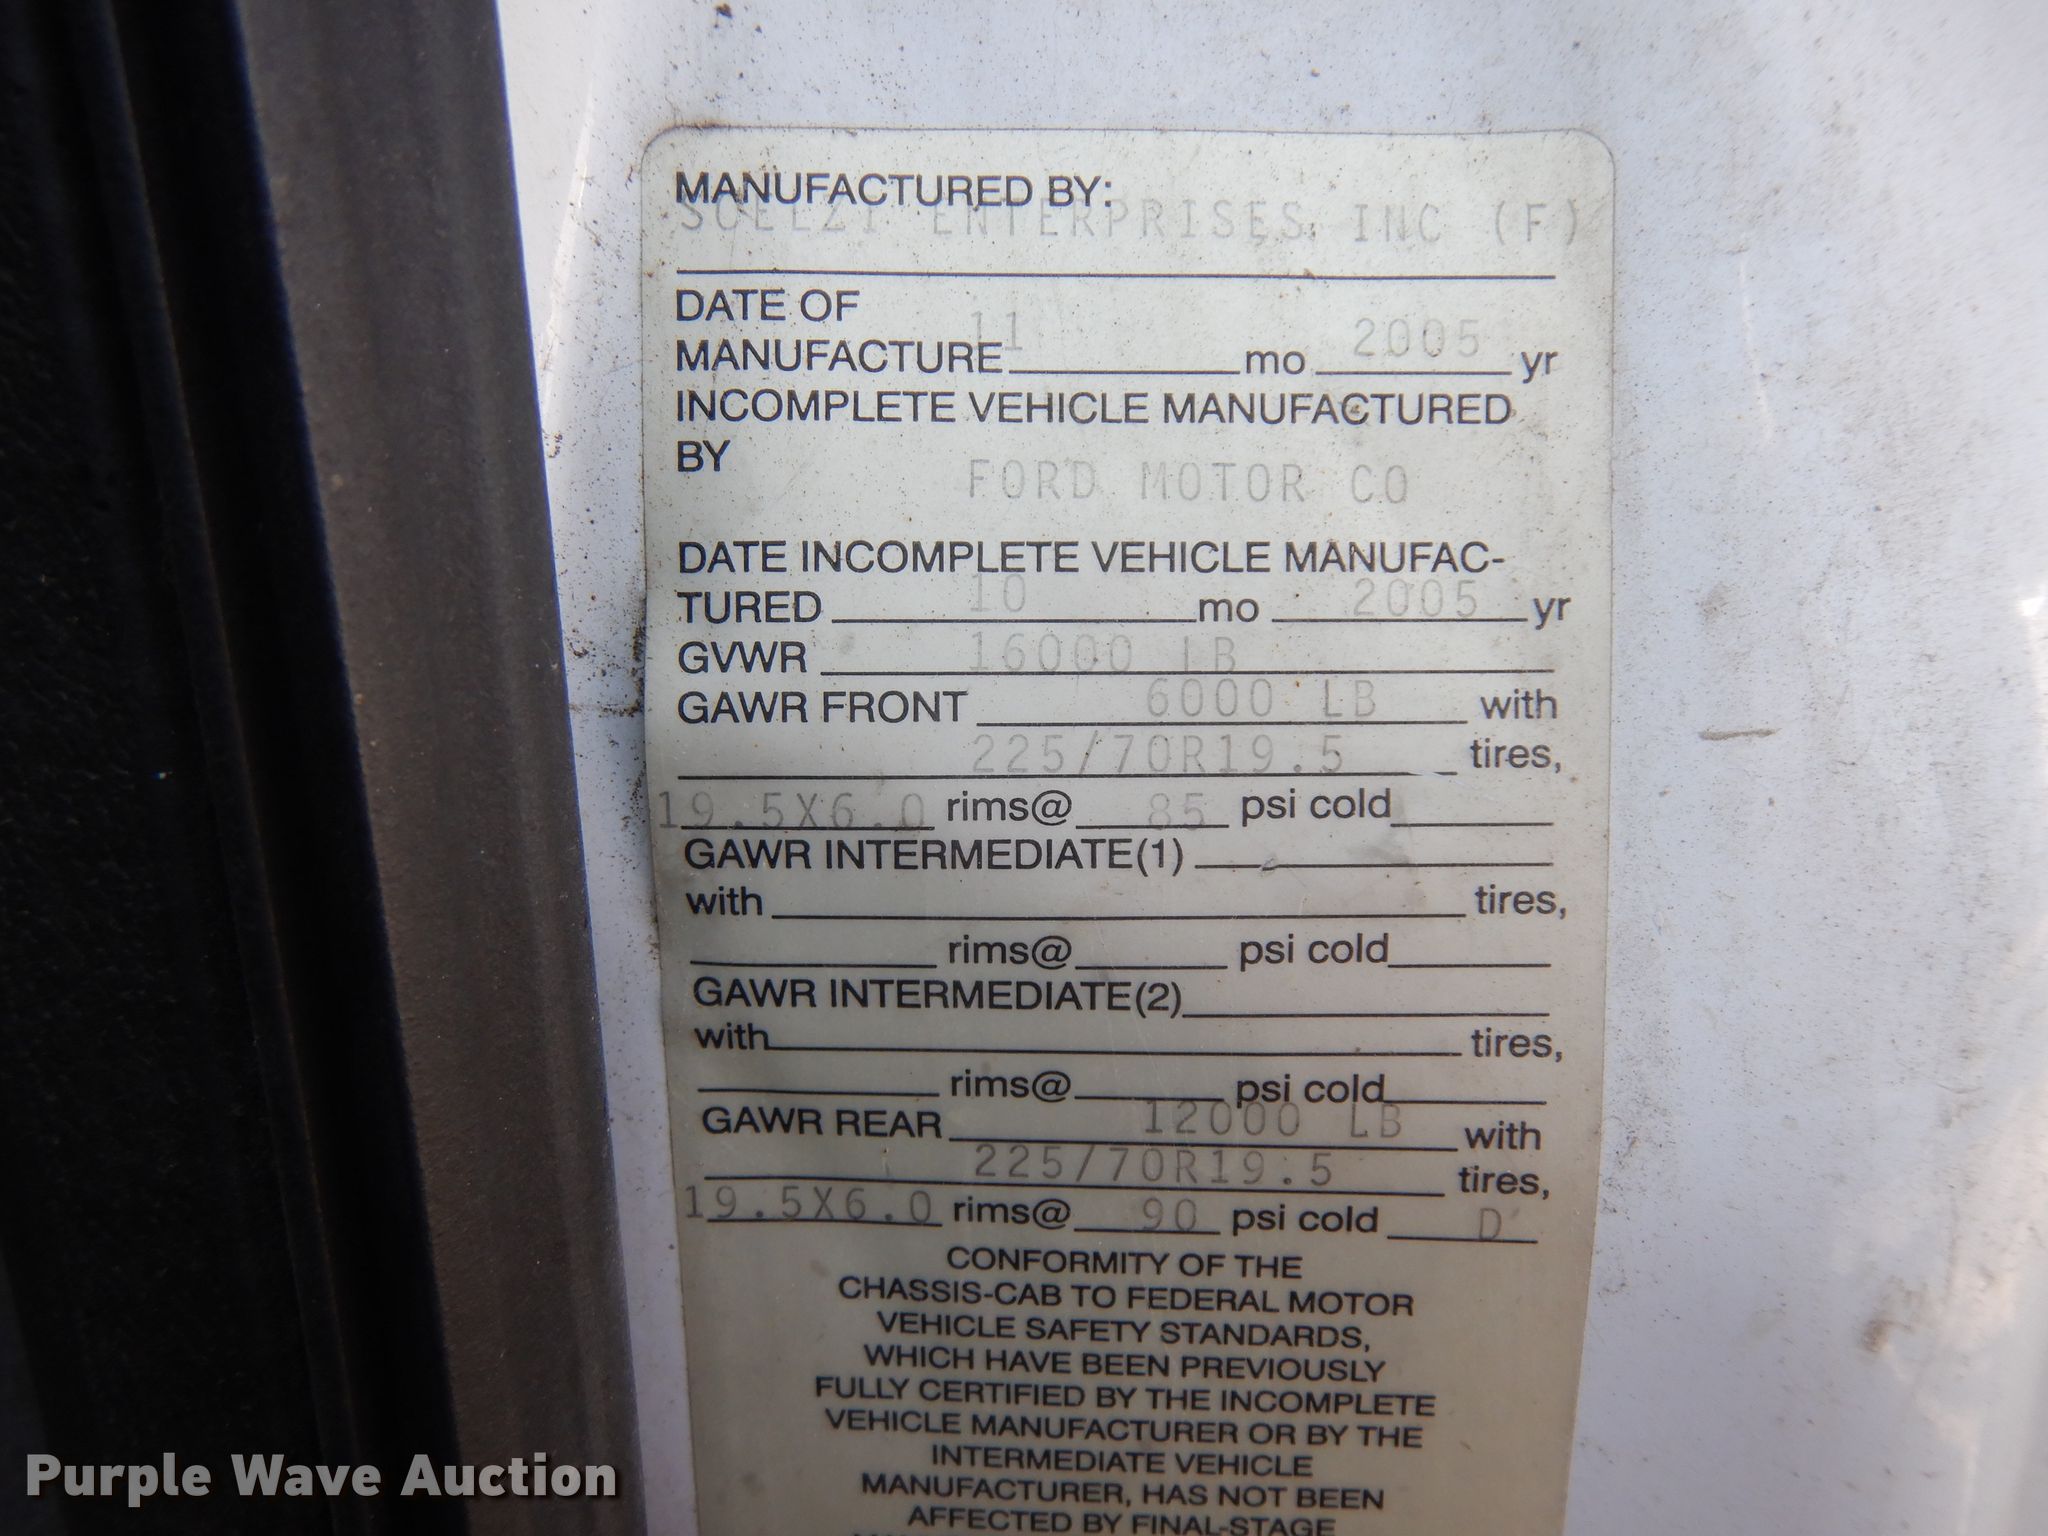 MANUFACTURED BY:
SOELZI ENTERPRISES INC (F)
DATE OF
MANUFACTURE 11 mo 2005 yr
INCOMPLETE VEHICLE MANUFACTURED
BY
FORD MOTOR CO
DATE INCOMPLETE VEHICLE MANUFAC-
TURED 10 mo 2005 yr
GVWR 16000 LB
GAWR FRONT 6000 LB with
225/70R19.5 tires,
19.5X6.0 rims@ 85 psi cold
GAWR INTERMEDIATE(1)
with tires,
rims@ psi cold
GAWR INTERMEDIATE(2)
with tires,
rims@ psi cold
GAWR REAR 12000 LB with
225/70R19.5 tires,
19.5X6.0 rims@ 90 psi cold D
CONFORMITY OF THE
CHASSIS-CAB TO FEDERAL MOTOR
VEHICLE SAFETY STANDARDS,
WHICH HAVE BEEN PREVIOUSLY
FULLY CERTIFIED BY THE INCOMPLETE
VEHICLE MANUFACTURER OR BY THE
INTERMEDIATE VEHICLE
MANUFACTURER, HAS NOT BEEN
AFFECTED BY FINAL-STAGE
Purple Wave Auction